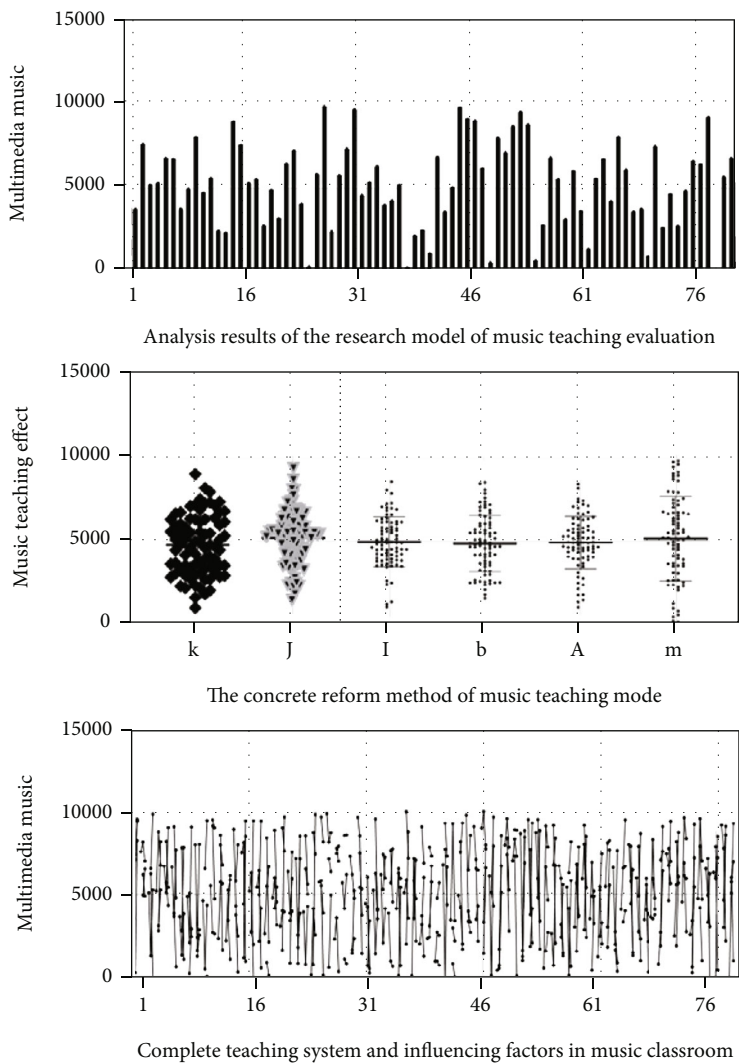 Multimedia music
15000
10000
5000
0
1 16 31 46 61 76
Analysis results of the research model of music teaching evaluation
Music teaching effect
15000
10000
5000
0
k J I b A m
The concrete reform method of music teaching mode
Multimedia music
15000
10000
5000
0
1 16 31 46 61 76
Complete teaching system and influencing factors in music classroom